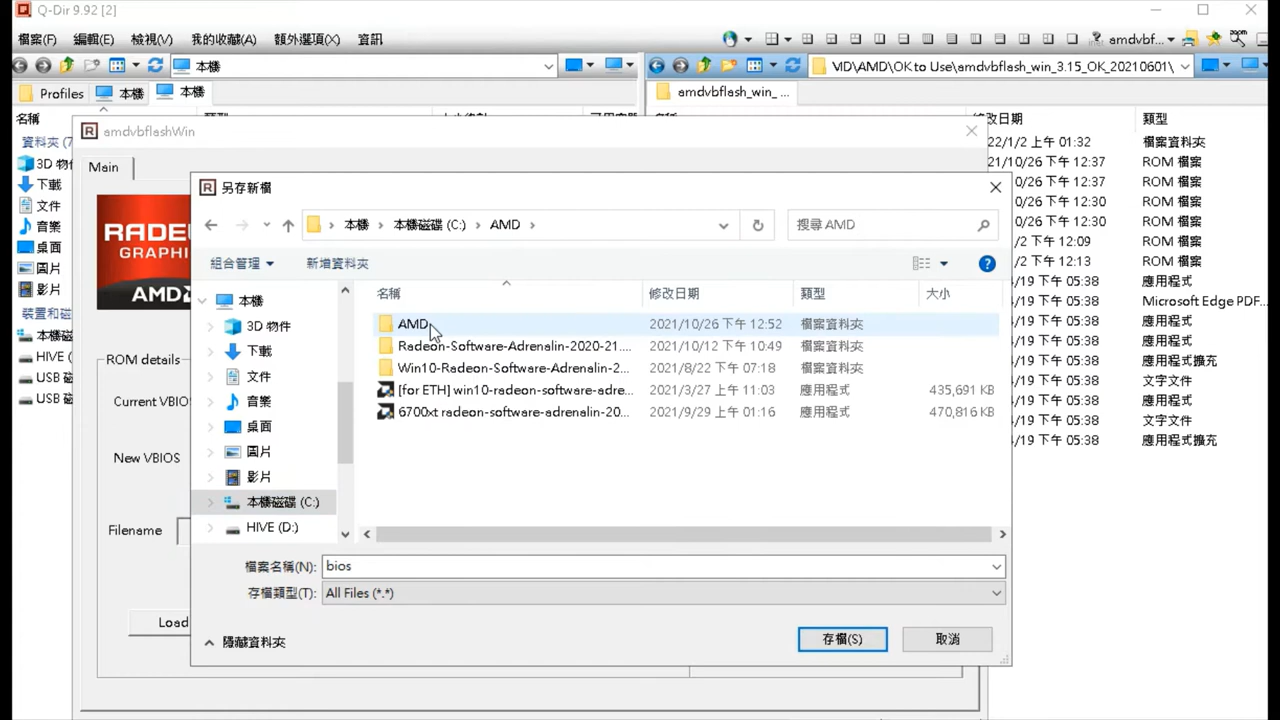 Q-Dir 9.92 [2]
檔案(F) 編輯(E) 檢視(V) 我的收藏(A) 額外選項(X) 資訊
amdvbf...
本機
\MD\AMD\OK to Use\amdvbflash_win_3.15_OK_20210601\
Profiles 本機 本機
amdvbflash_win_ ...
名稱
修改日期 類型
資料夾 (7
3D 物件
下載
文件
音樂
桌面
圖片
影片
裝置和磁
本機磁
HIVE (
USB 磁
USB 磁
22/1/2 上午 01:32 檔案資料夾
21/10/26 下午 12:37 ROM 檔案
0/26 下午 12:37 ROM 檔案
0/26 下午 12:30 ROM 檔案
0/26 下午 12:30 ROM 檔案
/2 下午 12:09 ROM 檔案
/2 下午 12:13 ROM 檔案
/19 下午 05:38 應用程式
/19 下午 05:38 Microsoft Edge PDF...
/19 下午 05:38 應用程式
/19 下午 05:38 應用程式
/19 下午 05:38 應用程式擴充
/19 下午 05:38 文字文件
/19 下午 05:38 應用程式
/19 下午 05:38 文字文件
/19 下午 05:38 應用程式擴充
amdvbflashWin
Main
RADE
GRAPHI
AMD
ROM details
Current VBIOS
New VBIOS
Filename
Load
另存新檔
本機 本機磁碟 (C:) AMD
搜尋 AMD
組合管理 新增資料夾
本機
3D 物件
下載
文件
音樂
桌面
圖片
影片
本機磁碟 (C:)
HIVE (D:)
名稱 修改日期 類型 大小
AMD 2021/10/26 下午 12:52 檔案資料夾
Radeon-Software-Adrenalin-2020-21.... 2021/10/12 下午 10:49 檔案資料夾
Win10-Radeon-Software-Adrenalin-2... 2021/8/22 下午 07:18 檔案資料夾
[for ETH] win10-radeon-software-adre... 2021/3/27 上午 11:03 應用程式 435,691 KB
6700xt radeon-software-adrenalin-20... 2021/9/29 上午 01:16 應用程式 470,816 KB
檔案名稱(N): bios
存檔類型(T): All Files (*.*)
隱藏資料夾
存檔(S) 取消